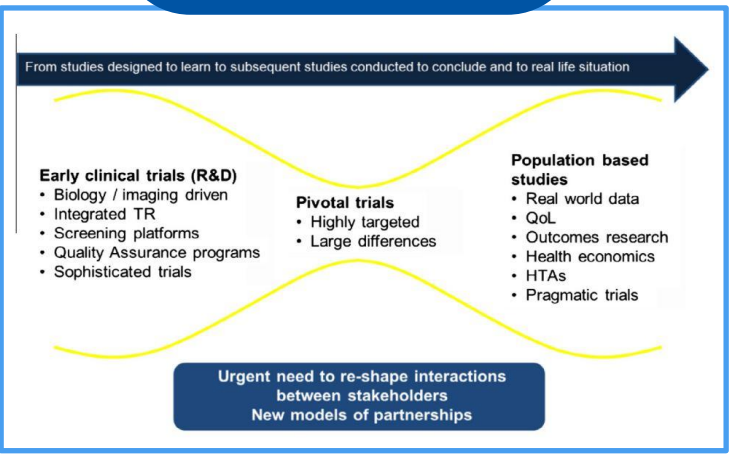 From studies designed to learn to subsequent studies conducted to conclude and to real life situation
Early clinical trials (R&D)
• Biology / imaging driven
• Integrated TR
• Screening platforms
• Quality Assurance programs
• Sophisticated trials
Pivotal trials
• Highly targeted
• Large differences
Population based
studies
• Real world data
• QoL
• Outcomes research
• Health economics
• HTAs
• Pragmatic trials
Urgent need to re-shape interactions
between stakeholders
New models of partnerships